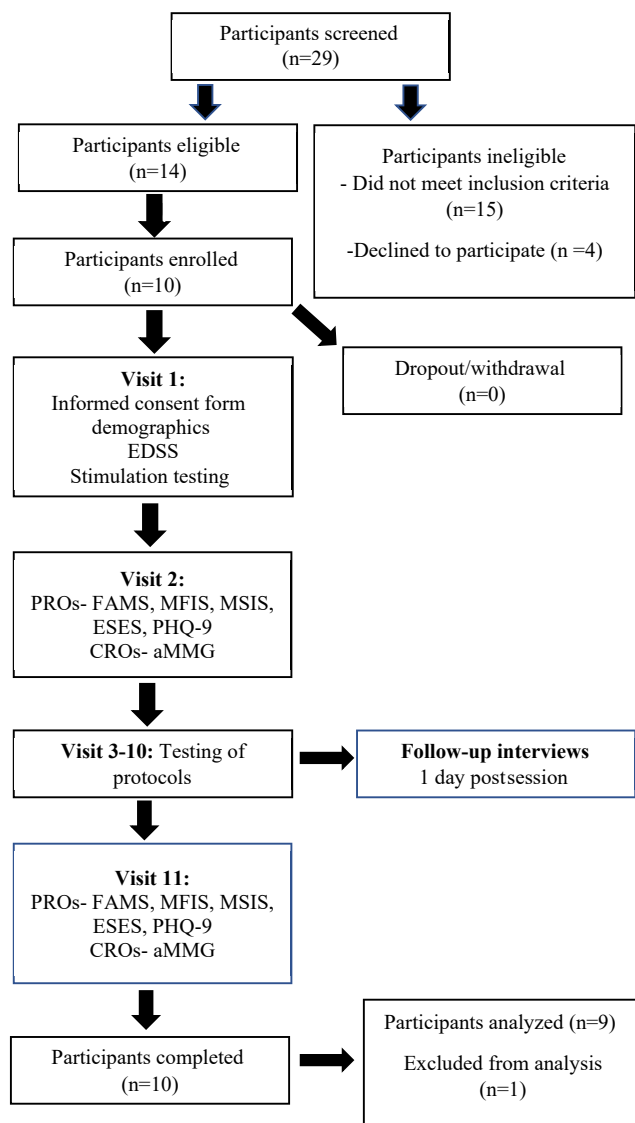 Participants screened
(n=29)
Participants eligible
(n=14)
Participants ineligible
- Did not meet inclusion criteria
(n=15)
-Declined to participate (n =4)
Participants enrolled
(n=10)
Dropout/withdrawal
(n=0)
Visit 1:
Informed consent form
demographics
EDSS
Stimulation testing
Visit 2:
PROs- FAMS, MFIS, MSIS,
ESES, PHQ-9
CROs- aMMG
Visit 3-10: Testing of
protocols
Follow-up interviews
1 day postsession
Visit 11:
PROs- FAMS, MFIS, MSIS,
ESES, PHQ-9
CROs- aMMG
Participants completed
(n=10)
Participants analyzed (n=9)
Excluded from analysis
(n=1)